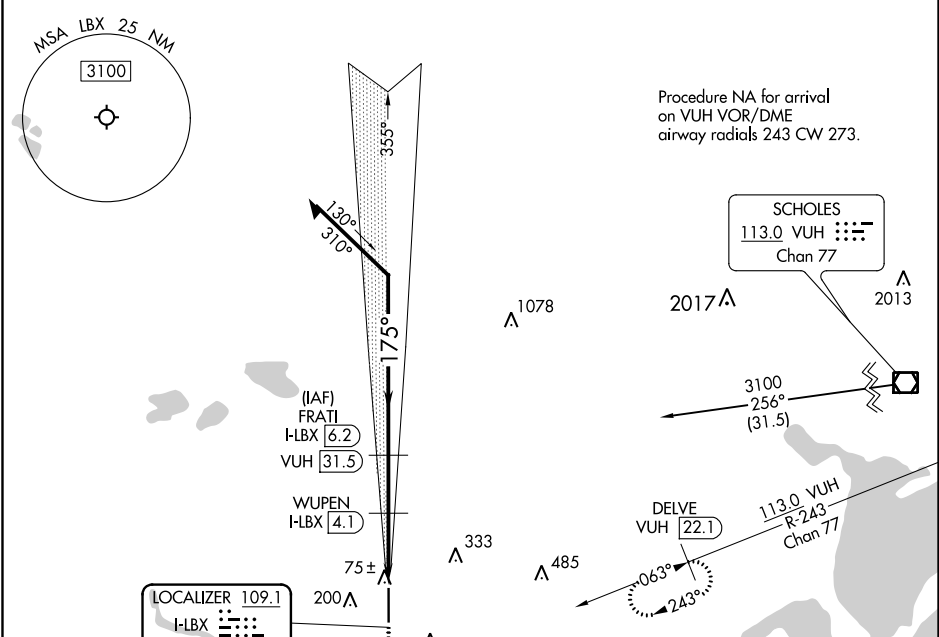 MSA LBX 25 NM
3100
355°
Procedure NA for arrival
on VUH VOR/DME
airway radials 243 CW 273.
130°
310°
SCHOLES
113.0 VUH
Chan 77
2017
2013
1078
175°
3100
256°
(31.5)
(IAF)
FRATI
I-LBX 6.2
VUH 31.5
WUPEN
I-LBX 4.1
DELVE
VUH 22.1
113.0 VUH
R-243
Chan 77
333
485
75±
063°
243°
LOCALIZER 109.1
I-LBX
200